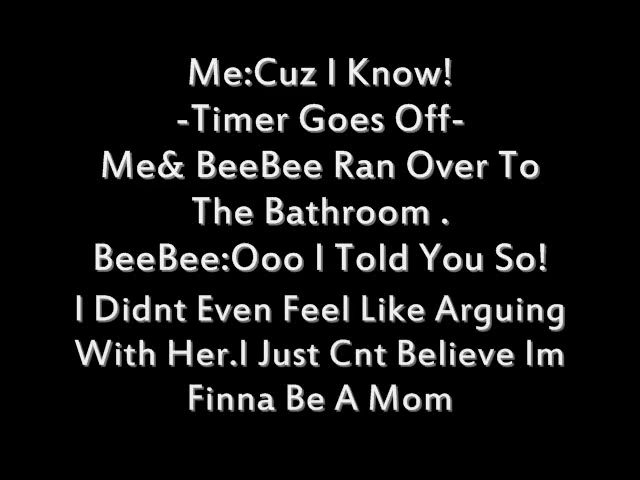 Me:Cuz I Know!
-Timer Goes Off-
Me& BeeBee Ran Over To
The Bathroom .
BeeBee:Ooo I Told You So!
I Didnt Even Feel Like Arguing
With Her.I Just Cnt Believe Im
Finna Be A Mom